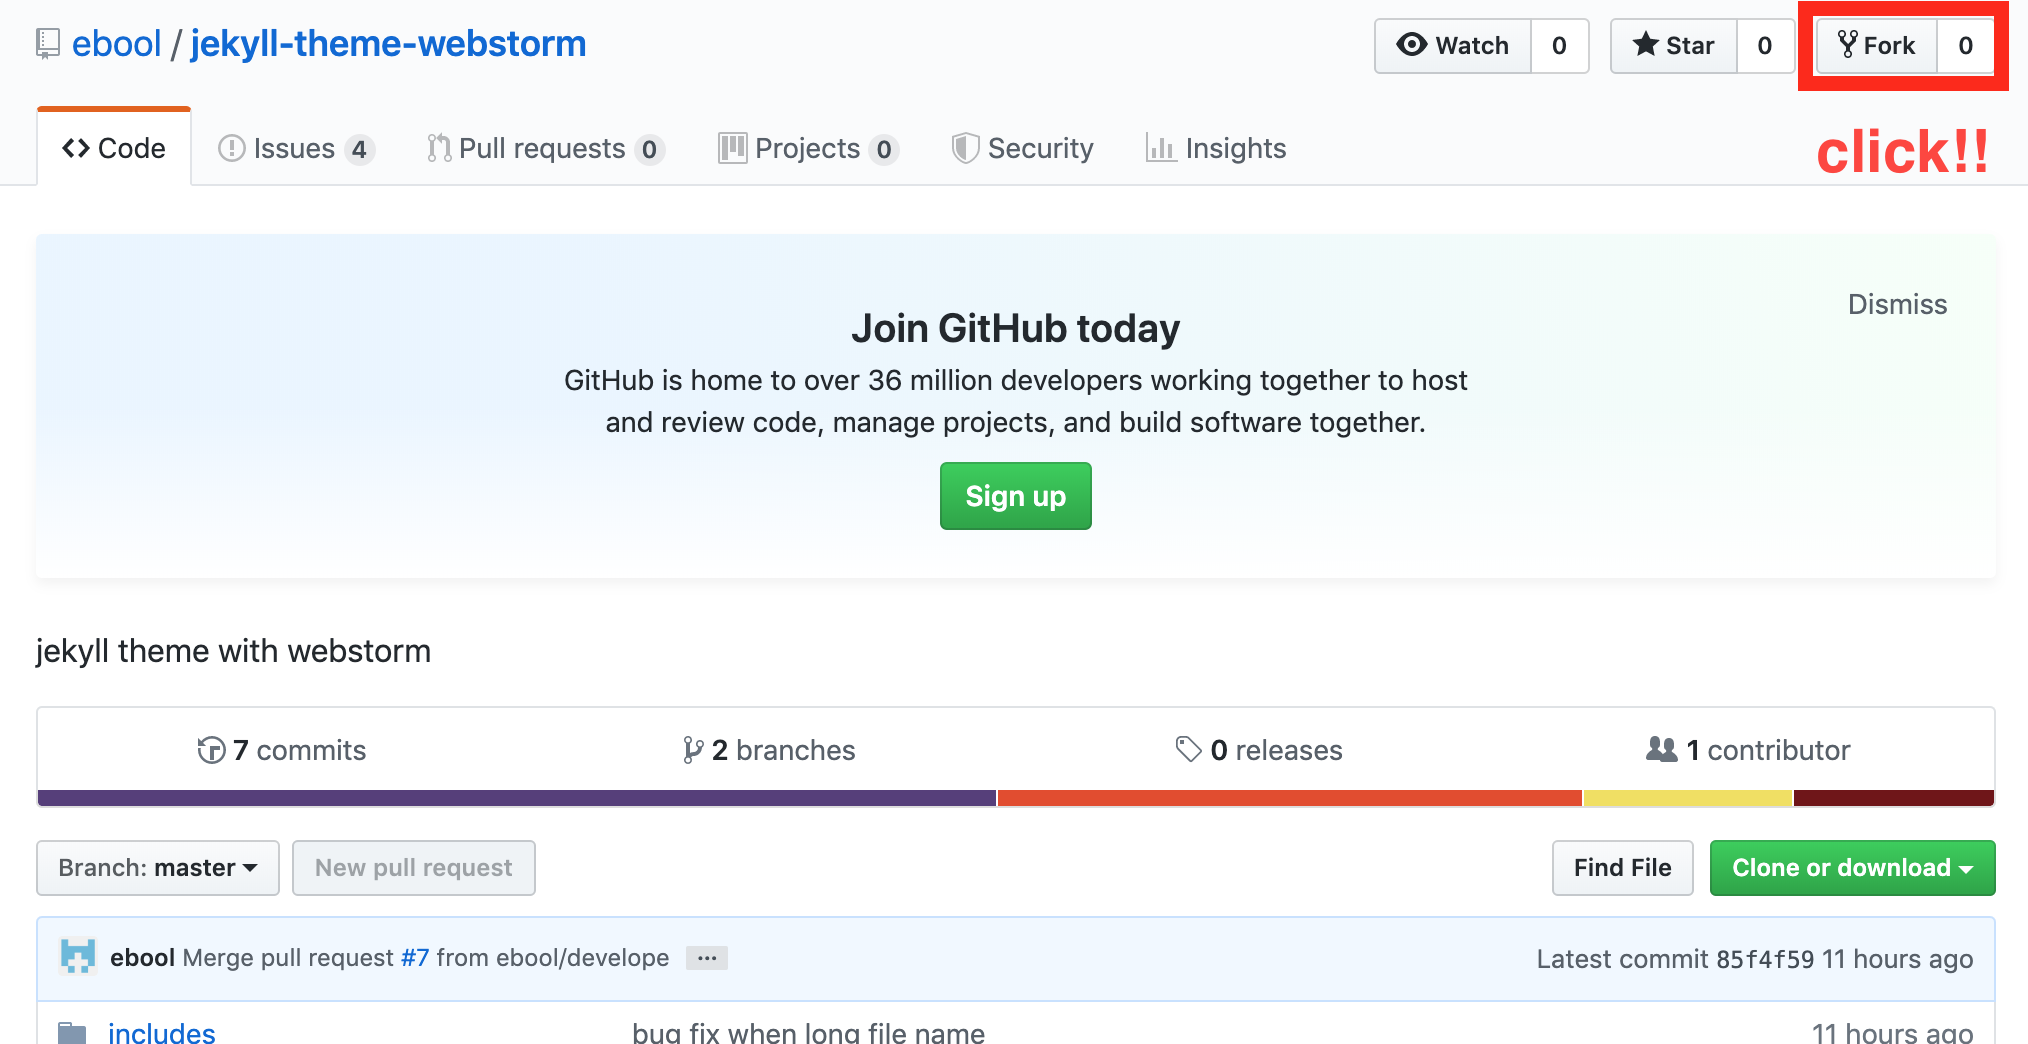 ebool / jekyll-theme-webstorm
Watch 0 Star 0 Fork 0
Code Issues 4 Pull requests 0 Projects 0 Security Insights
click!!
Dismiss
Join GitHub today
GitHub is home to over 36 million developers working together to host
and review code, manage projects, and build software together.
Sign up
jekyll theme with webstorm
7 commits 2 branches 0 releases 1 contributor
Branch: master New pull request Find File Clone or download
ebool Merge pull request #7 from ebool/develope ... Latest commit 85f4f59 11 hours ago
includes bug fix when long file name 11 hours ago